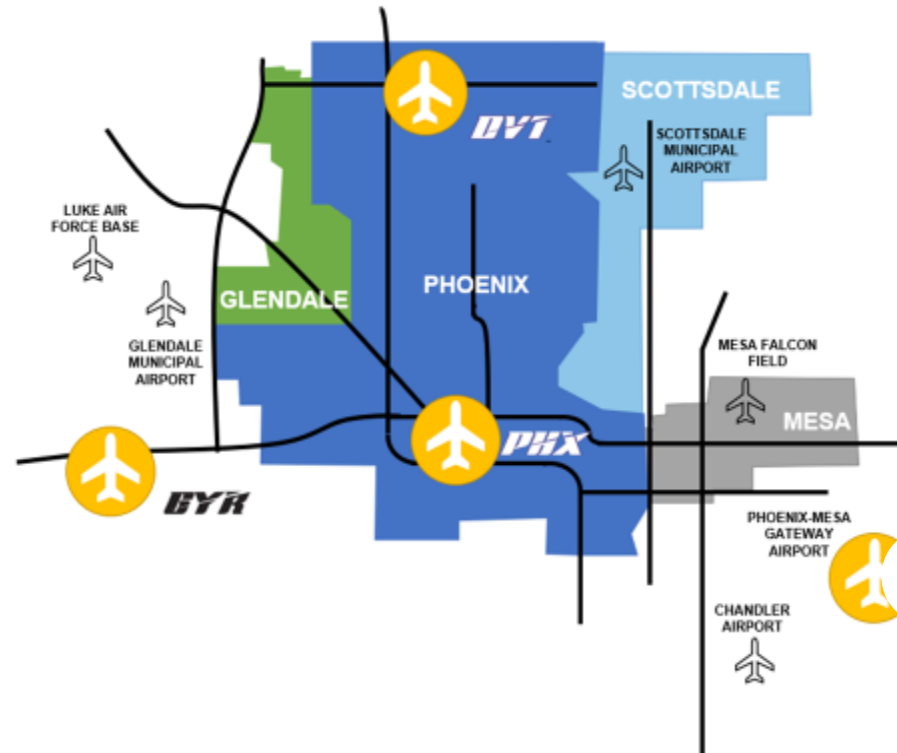 SCOTTSDALE
DVT
SCOTTSDALE
MUNICIPAL
AIRPORT
LUKE AIR
FORCE BASE
GLENDALE
PHOENIX
GLENDALE
MUNICIPAL
AIRPORT
MESA FALCON
FIELD
MESA
PHX
GYR
PHOENIX-MESA
GATEWAY
AIRPORT
CHANDLER
AIRPORT